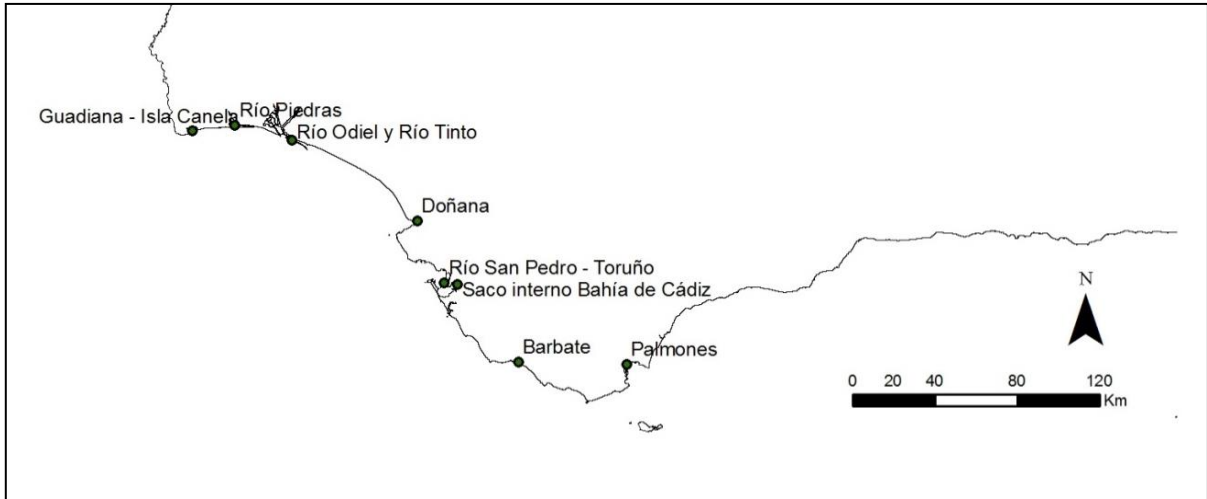 Guadiana - Isla Canela
Río Piedras
Río Odiel y Río Tinto
Doñana
Río San Pedro - Toruño
Saco interno Bahía de Cádiz
Barbate
Palmones
N
0 20 40 80 120
Km